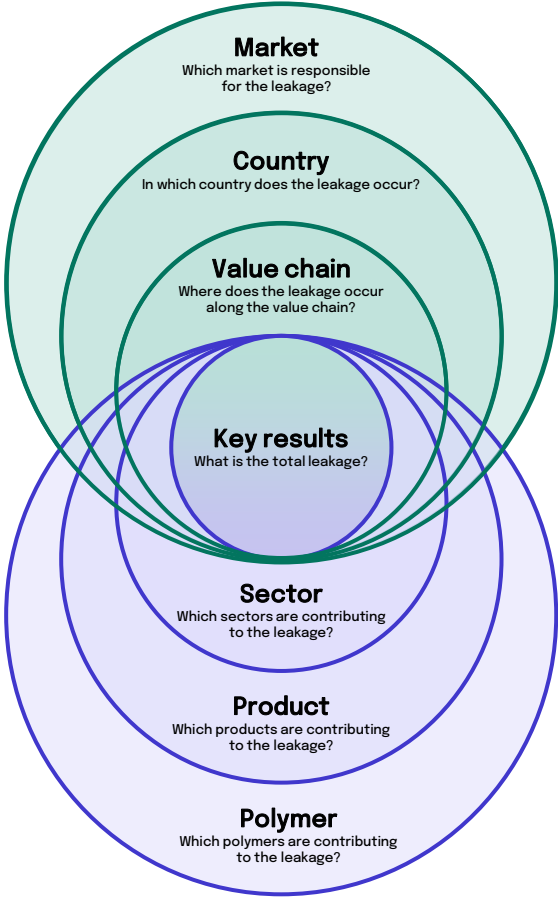 Market
Which market is responsible
for the leakage?
Country
In which country does the leakage occur?
Value chain
Where does the leakage occur
along the value chain?
Key results
What is the total leakage?
Sector
Which sectors are contributing
to the leakage?
Product
Which products are contributing
to the leakage?
Polymer
Which polymers are contributing
to the leakage?